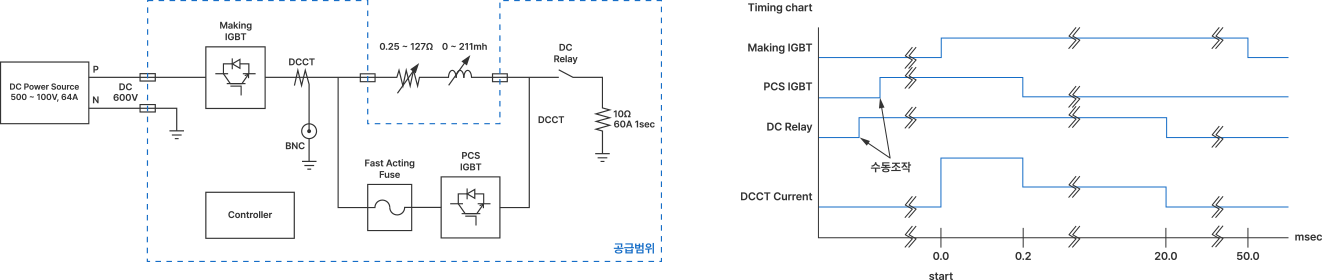 Making
IGBT
DCCT
0.25 ~ 127Ω
0 ~ 211mh
DC
Relay
P
DC Power Source
500 ~ 100V, 64A
N
DC
600V
10Ω
60A 1sec
BNC
DCCT
Fast Acting
Fuse
PCS
IGBT
Controller
공급범위
Timing chart
Making IGBT
PCS IGBT
DC Relay
수동조작
DCCT Current
msec
0.0
0.2
20.0
50.0
start